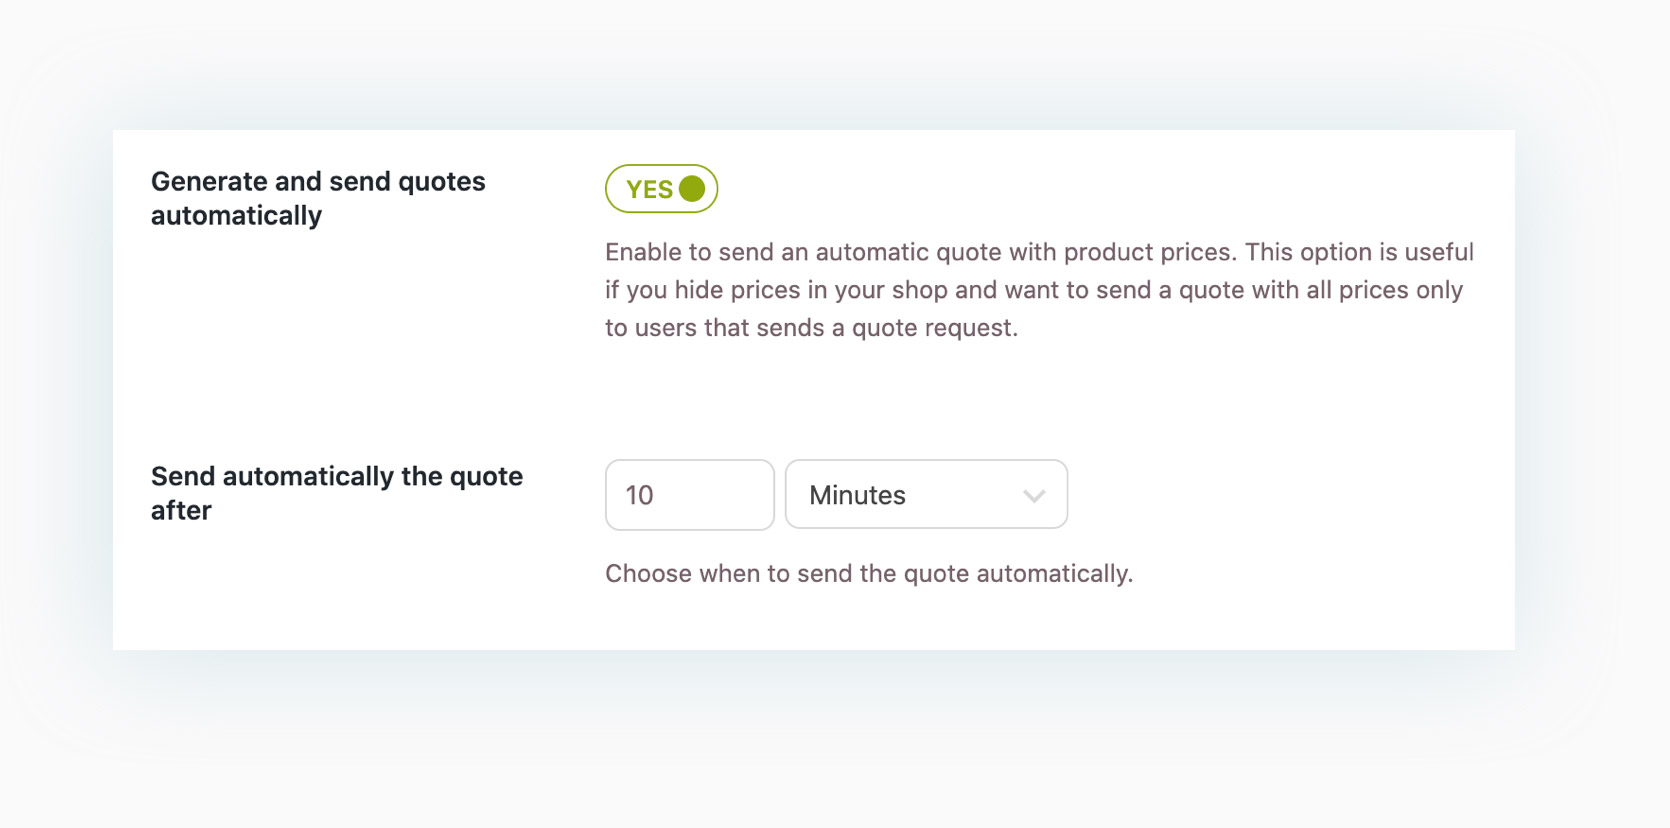 Generate and send quotes
automatically
YES
Enable to send an automatic quote with product prices. This option is useful
if you hide prices in your shop and want to send a quote with all prices only
to users that sends a quote request.
Send automatically the quote
after
10
Minutes
Choose when to send the quote automatically.